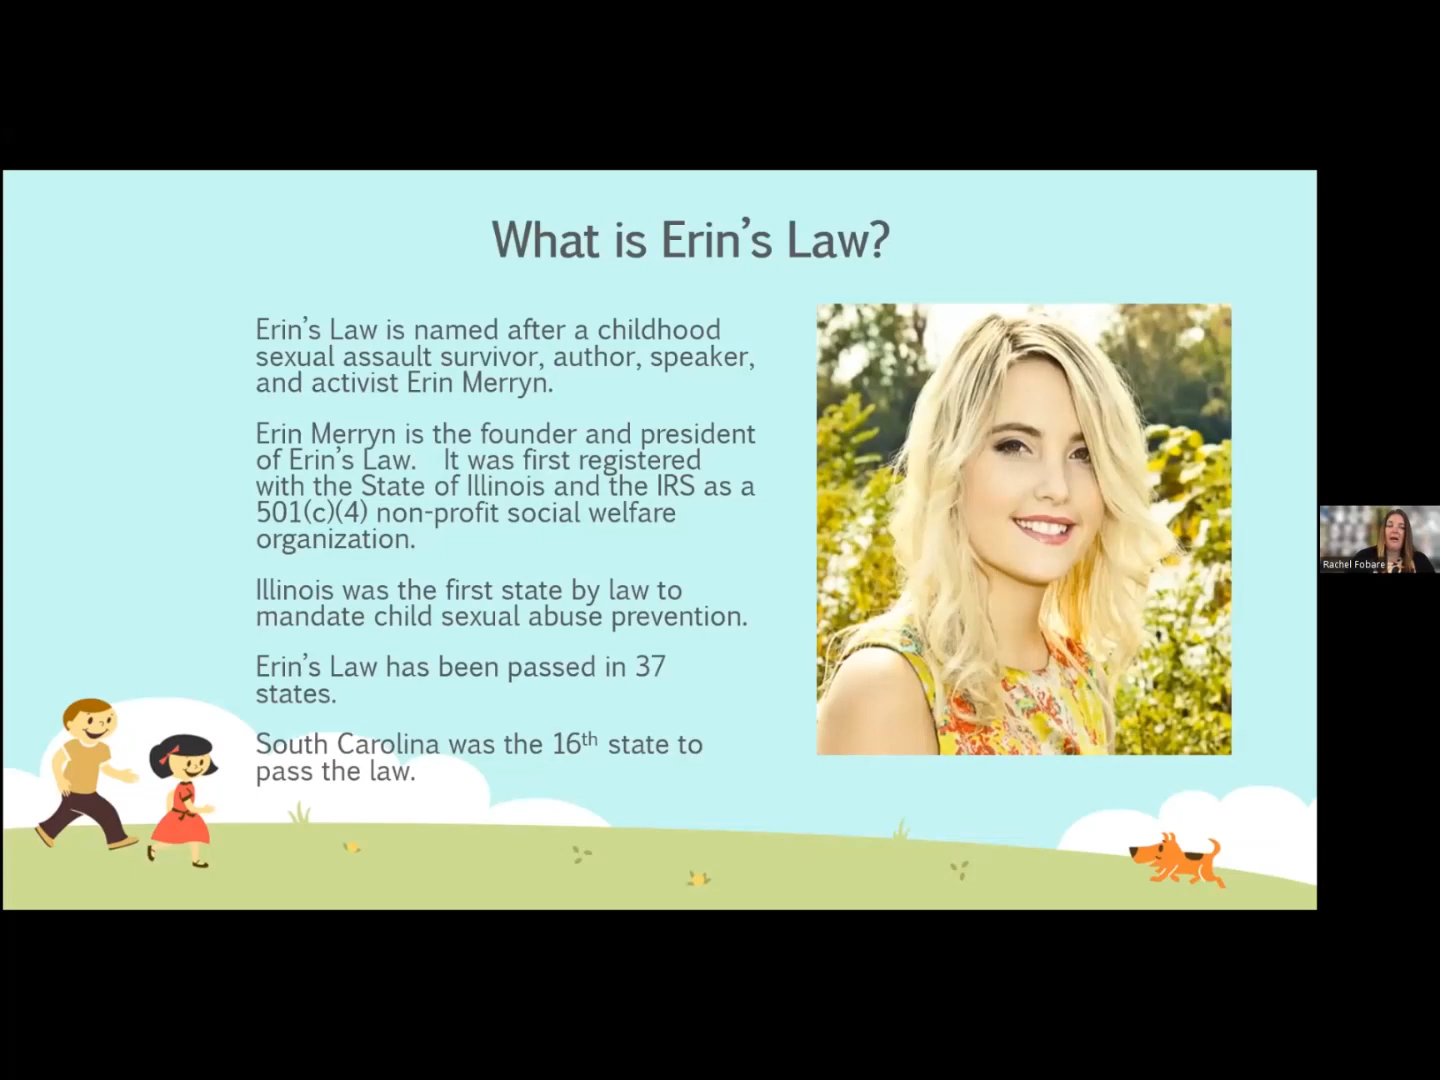 What is Erin's Law?
Erin's Law is named after a childhood
sexual assault survivor, author, speaker,
and activist Erin Merryn.
Erin Merryn is the founder and president
of Erin's Law. It was first registered
with the State of Illinois and the IRS as a
501(c)(4) non-profit social welfare
organization.
Illinois was the first state by law to
mandate child sexual abuse prevention.
Erin's Law has been passed in 37
states.
South Carolina was the 16th state to
pass the law.
Rachel Fobare